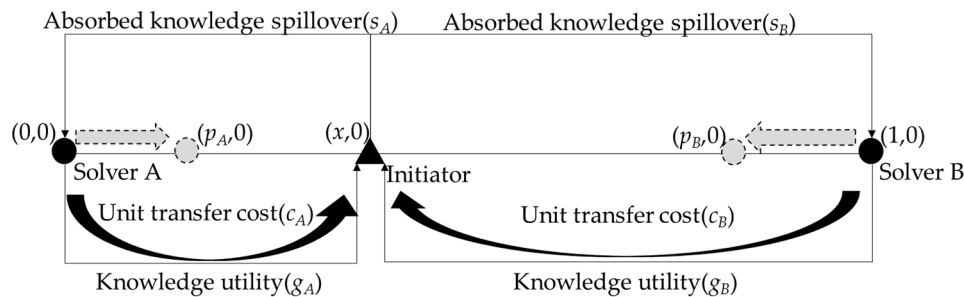 Absorbed knowledge spillover(sA) Absorbed knowledge spillover(sB)
(0,0) (pA,0) (x,0) (pB,0) (1,0)
Solver A Initiator Solver B
Unit transfer cost(cA) Unit transfer cost(cB)
Knowledge utility(gA) Knowledge utility(gB)